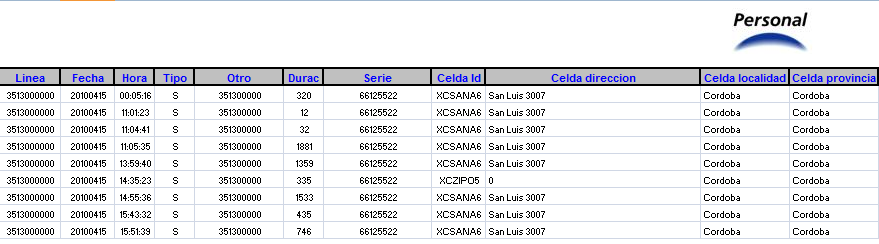 Personal
Linea Fecha Hora Tipo Otro Durac Serie Celda Id Celda direccion Celda localidad Celda provincia
3513000000 20100415 00:05:16 S 351300000 320 66125522 XCSANA6 San Luis 3007 Cordoba Cordoba
3513000000 20100415 11:01:23 S 351300000 12 66125522 XCSANA6 San Luis 3007 Cordoba Cordoba
3513000000 20100415 11:04:41 S 351300000 32 66125522 XCSANA6 San Luis 3007 Cordoba Cordoba
3513000000 20100415 11:05:35 S 351300000 1881 66125522 XCSANA6 San Luis 3007 Cordoba Cordoba
3513000000 20100415 13:59:40 S 351300000 1359 66125522 XCSANA6 San Luis 3007 Cordoba Cordoba
3513000000 20100415 14:35:23 S 351300000 335 66125522 XCZIPO5 0 Cordoba Cordoba
3513000000 20100415 14:55:36 S 351300000 1533 66125522 XCSANA6 San Luis 3007 Cordoba Cordoba
3513000000 20100415 15:43:32 S 351300000 435 66125522 XCSANA6 San Luis 3007 Cordoba Cordoba
3513000000 20100415 15:51:39 S 351300000 746 66125522 XCSANA6 San Luis 3007 Cordoba Cordoba